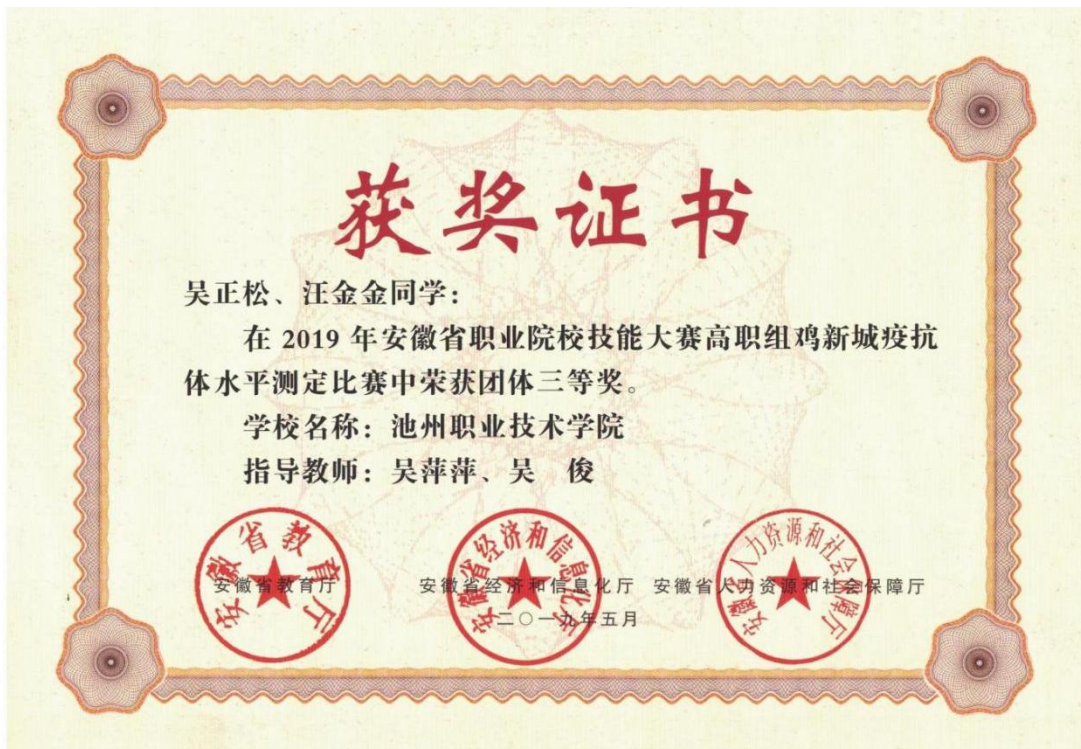 获奖证书
吴正松、汪金金同学：
在 2019 年安徽省职业院校技能大赛高职组鸡新城疫抗
体水平测定比赛中荣获团体三等奖。
学校名称：池州职业技术学院
指导教师：吴萍萍、吴　俊
安徽省教育厅
安徽省经济和信息化厅
安徽省人力资源和社会保障厅
安徽省教育厅　安徽省经济和信息化厅　安徽省人力资源和社会保障厅
二〇一九年五月